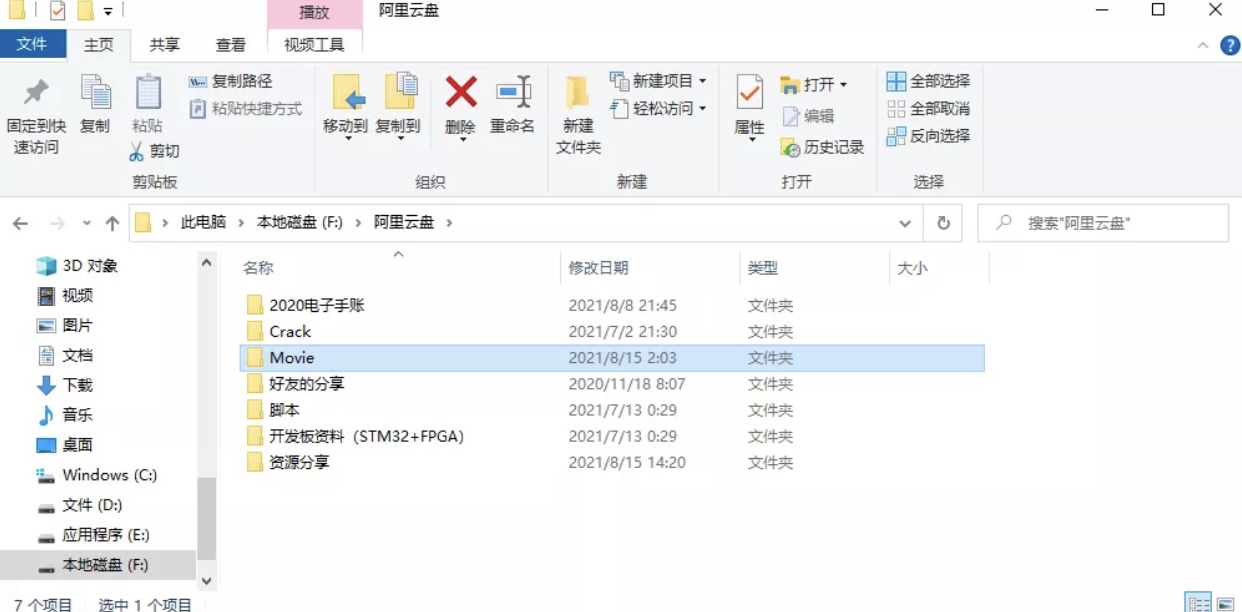 播放
阿里云盘
文件
主页
共享
查看
视频工具
固定到快
速访问
复制
粘贴
复制路径
粘贴快捷方式
剪切
剪贴板
移动到
复制到
删除
重命名
组织
新建
文件夹
新建项目
轻松访问
新建
属性
打开
编辑
历史记录
打开
全部选择
全部取消
反向选择
选择
此电脑 > 本地磁盘 (F:) > 阿里云盘 >
搜索"阿里云盘"
3D 对象
视频
图片
文档
下载
音乐
桌面
Windows (C:)
文件 (D:)
应用程序 (E:)
本地磁盘 (F:)
名称 修改日期 类型 大小
2020电子手账 2021/8/8 21:45 文件夹
Crack 2021/7/2 21:30 文件夹
Movie 2021/8/15 2:03 文件夹
好友的分享 2020/11/18 8:07 文件夹
脚本 2021/7/13 0:29 文件夹
开发板资料（STM32+FPGA） 2021/7/13 0:29 文件夹
资源分享 2021/8/15 14:20 文件夹
7 个项目 选中 1 个项目